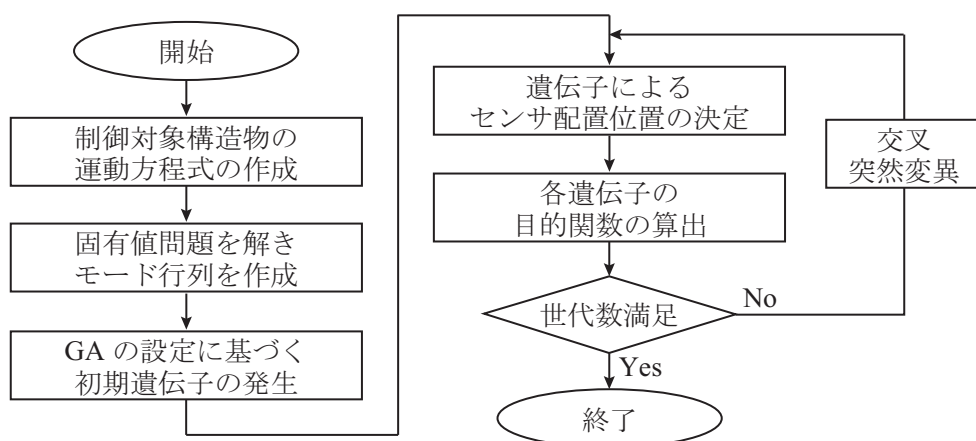 開始
制御対象構造物の
運動方程式の作成
固有値問題を解き
モード行列を作成
GA の設定に基づく
初期遺伝子の発生
遺伝子による
センサ配置位置の決定
各遺伝子の
目的関数の算出
世代数満足
No
交叉
突然変異
Yes
終了